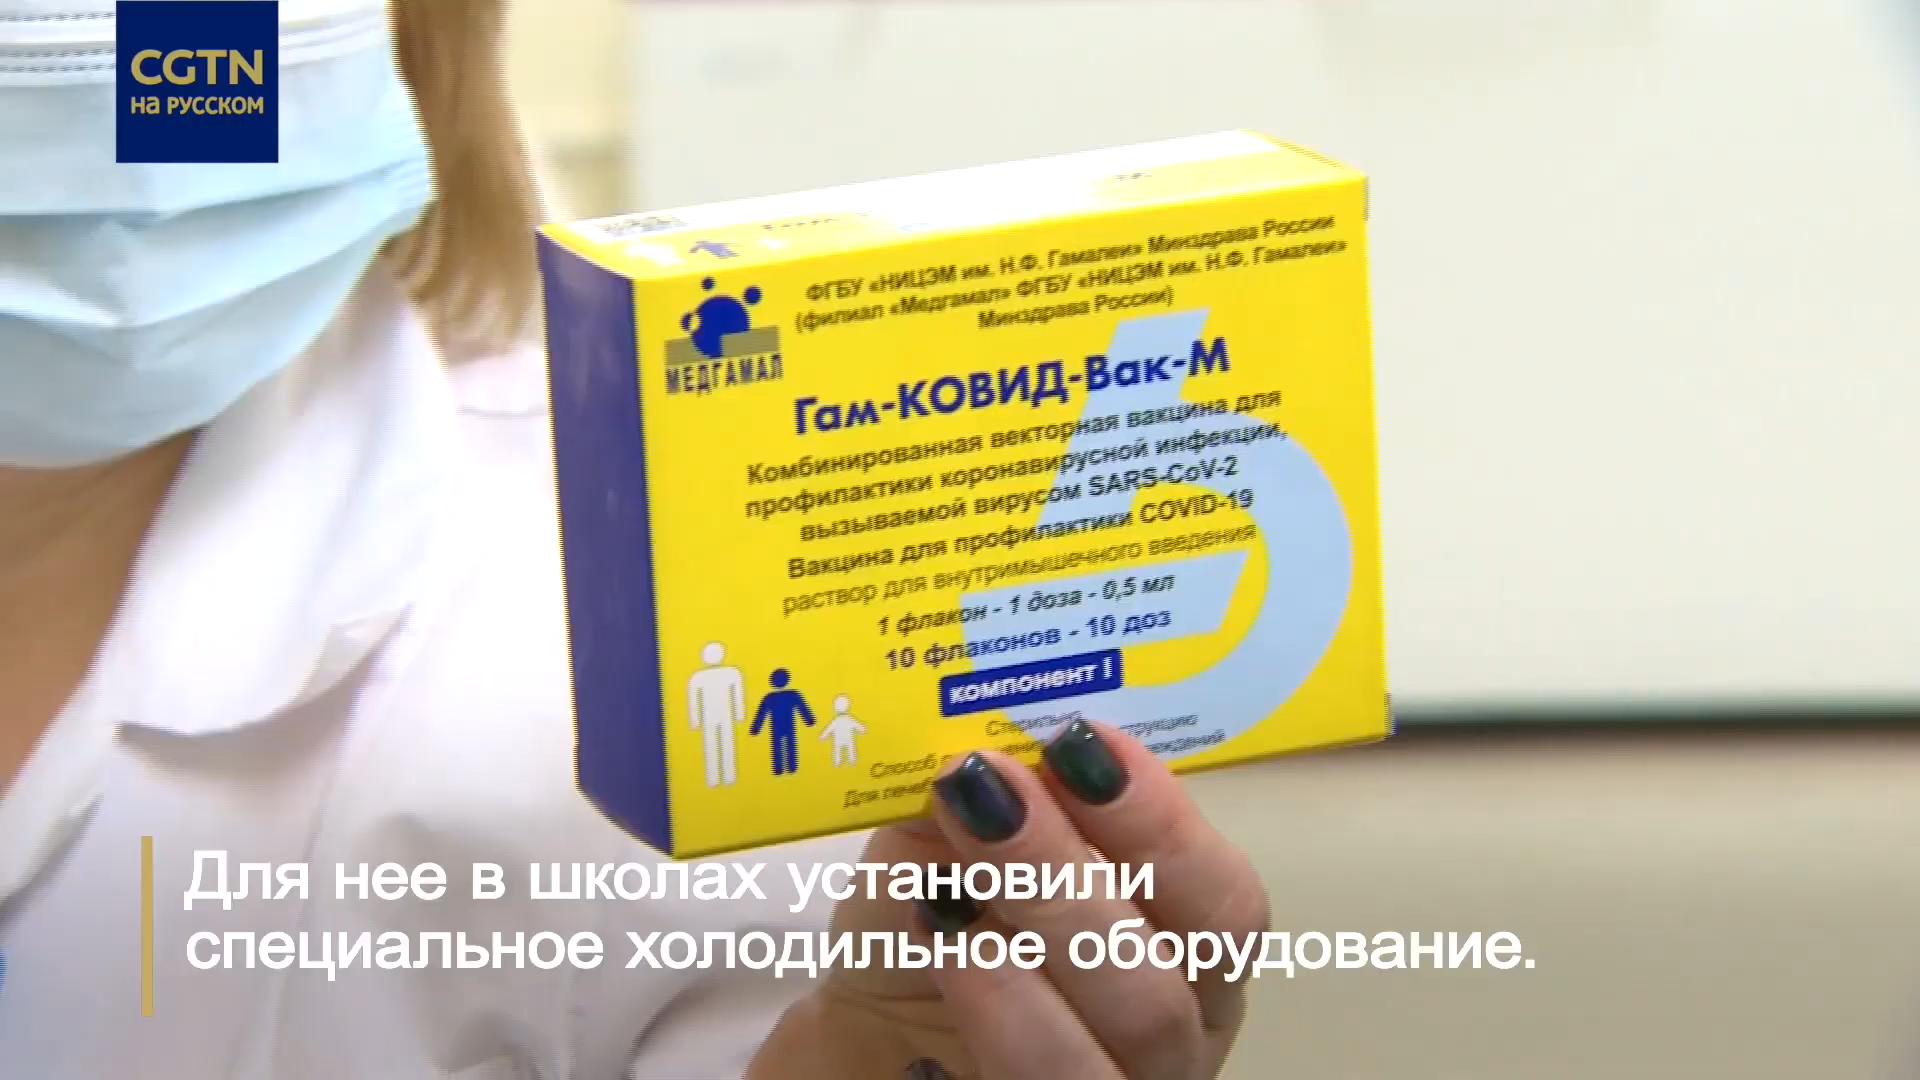 CGTN
на русском
ФГБУ «НИЦЭМ им. Н.Ф. Гамалеи» Минздрава России
(филиал «Медгамал» ФГБУ «НИЦЭМ им. Н.Ф. Гамалеи»
Минздрава России)
МЕДГАМАЛ
Гам-КОВИД-Вак-М
Комбинированная векторная вакцина для
профилактики коронавирусной инфекции,
вызываемой вирусом SARS-CoV-2
Вакцина для профилактики COVID-19
раствор для внутримышечного введения
1 флакон - 1 доза - 0,5 мл
10 флаконов - 10 доз
компонент I
Стерильно
Способ
Для
Для нее в школах установили
специальное холодильное оборудование.